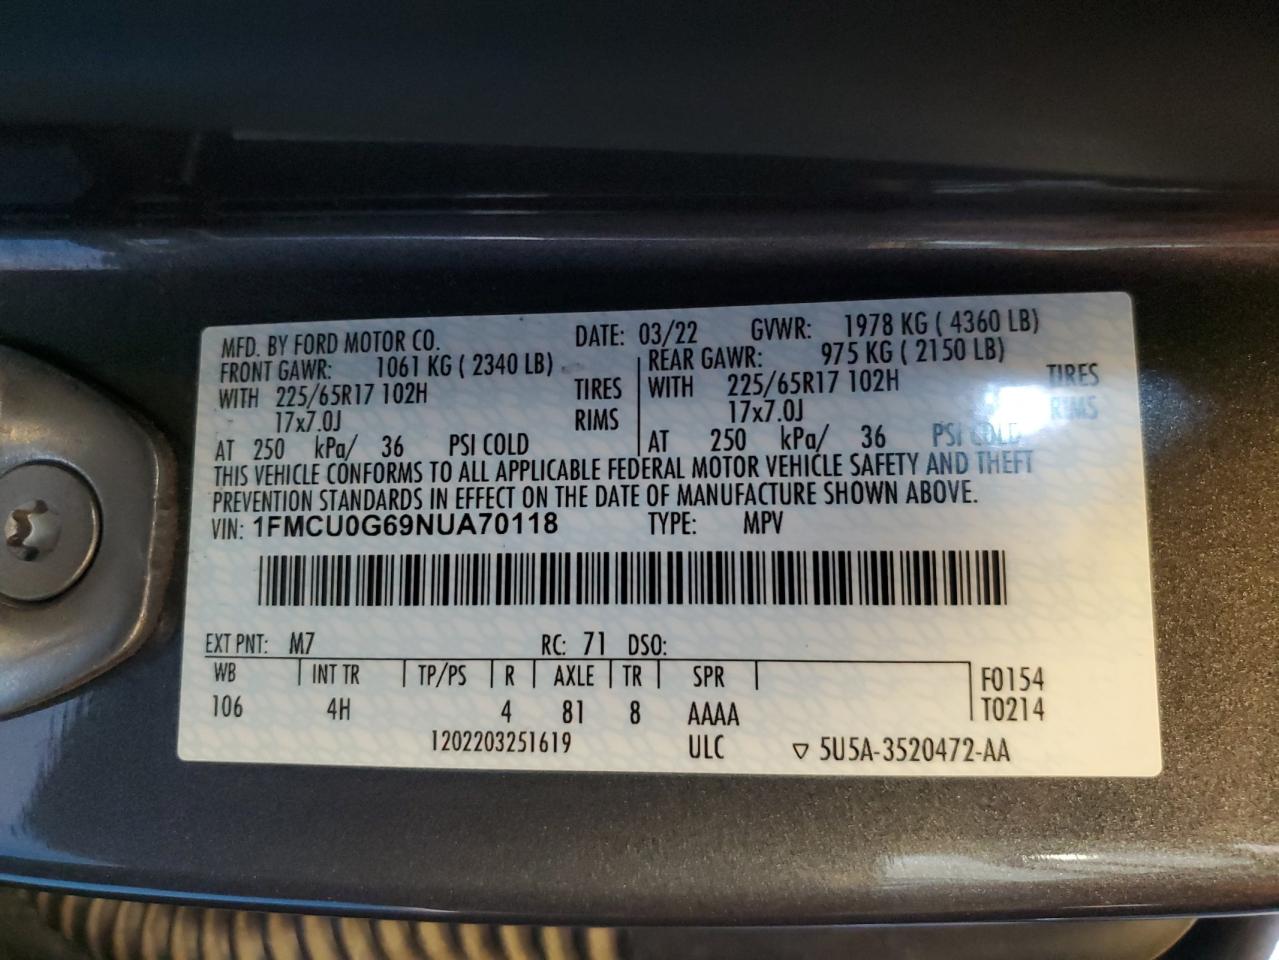 MFD. BY FORD MOTOR CO. DATE: 03/22 GVWR: 1978 KG ( 4360 LB)
FRONT GAWR: 1061 KG ( 2340 LB) REAR GAWR: 975 KG ( 2150 LB)
WITH 225/65R17 102H TIRES WITH 225/65R17 102H TIRES
17x7.0J RIMS 17x7.0J RIMS
AT 250 kPa/ 36 PSI COLD AT 250 kPa/ 36 PSI COLD
THIS VEHICLE CONFORMS TO ALL APPLICABLE FEDERAL MOTOR VEHICLE SAFETY AND THEFT
PREVENTION STANDARDS IN EFFECT ON THE DATE OF MANUFACTURE SHOWN ABOVE.
VIN: 1FMCU0G69NUA70118 TYPE: MPV
EXT PNT: M7 RC: 71 DSO:
WB INT TR TP/PS R AXLE TR SPR F0154
106 4H 4 81 8 AAAA T0214
1202203251619 ULC ▽ 5U5A-3520472-AA